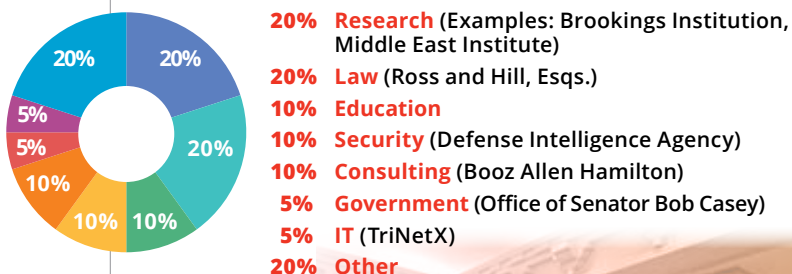 20%
20%
5%
5%
20%
10%
10%
10%
20% Research (Examples: Brookings Institution,
Middle East Institute)
20% Law (Ross and Hill, Esqs.)
10% Education
10% Security (Defense Intelligence Agency)
10% Consulting (Booz Allen Hamilton)
5% Government (Office of Senator Bob Casey)
5% IT (TriNetX)
20% Other